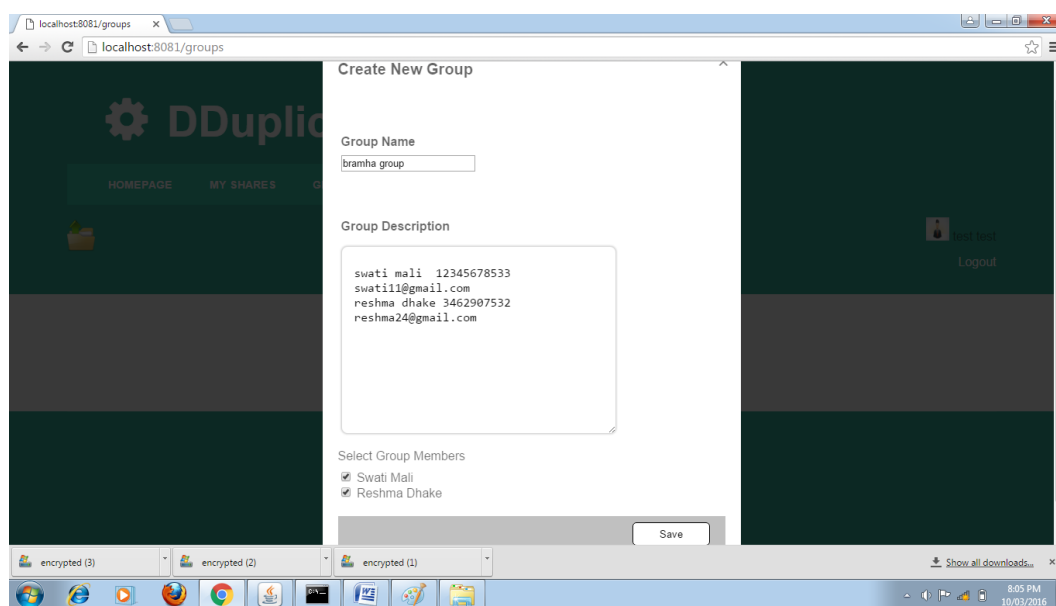 localhost:8081/groups
localhost:8081/groups
Create New Group
DDuplic
Group Name
bramha group
HOMEPAGE MY SHARES G
Group Description
test test
Logout
swati mali 12345678533
swati11@gmail.com
reshma dhake 3462907532
reshma24@gmail.com
Select Group Members
Swati Mali
Reshma Dhake
Save
encrypted (3) encrypted (2) encrypted (1) Show all downloads...
8:05 PM
10/03/2016